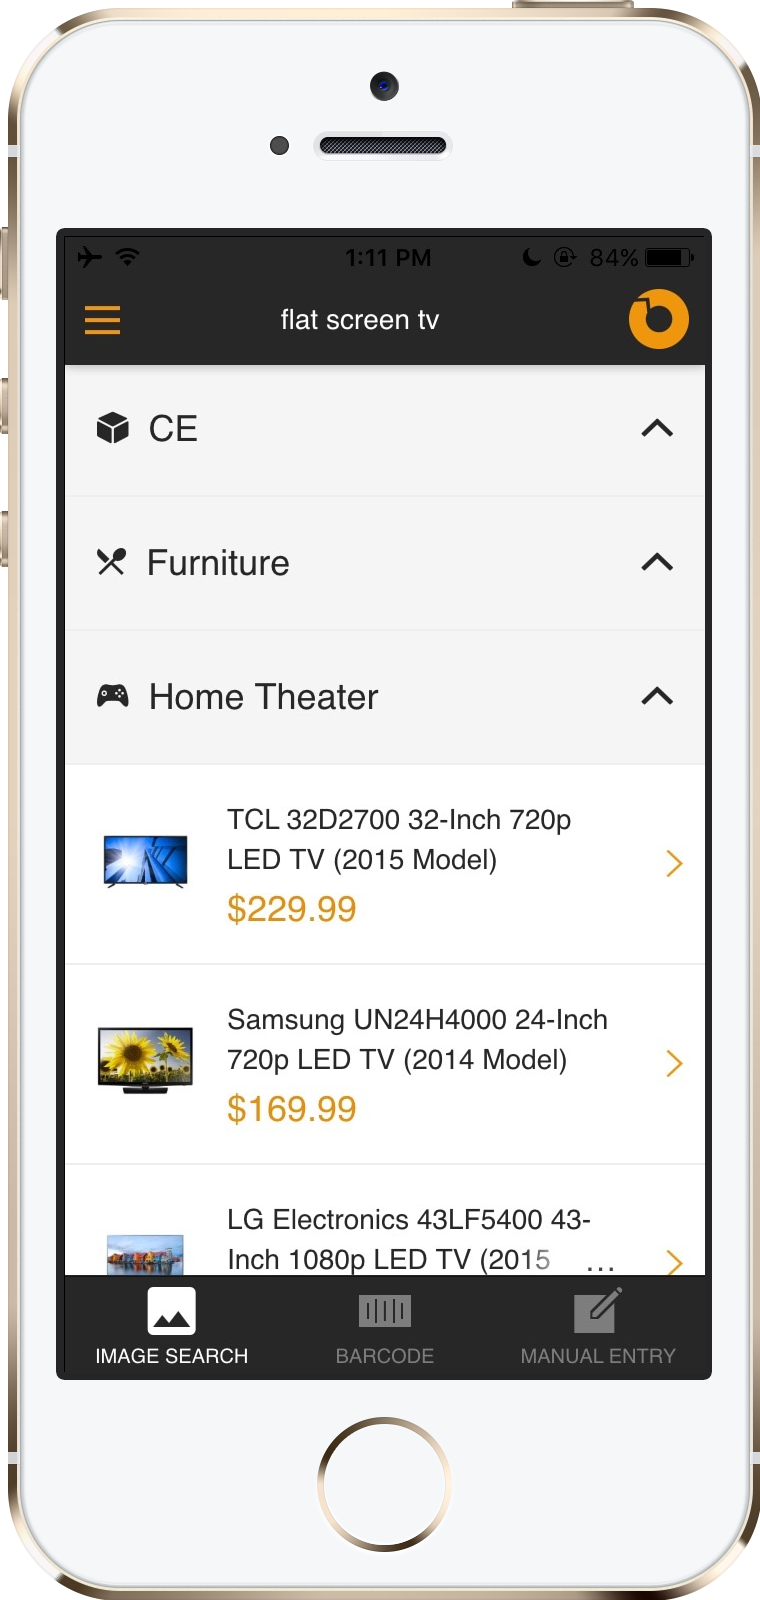 1:11 PM
84%
flat screen tv
CE
Furniture
Home Theater
TCL 32D2700 32-Inch 720p
LED TV (2015 Model)
$229.99
Samsung UN24H4000 24-Inch
720p LED TV (2014 Model)
$169.99
LG Electronics 43LF5400 43-
Inch 1080p LED TV (2015 ...
IMAGE SEARCH
BARCODE
MANUAL ENTRY